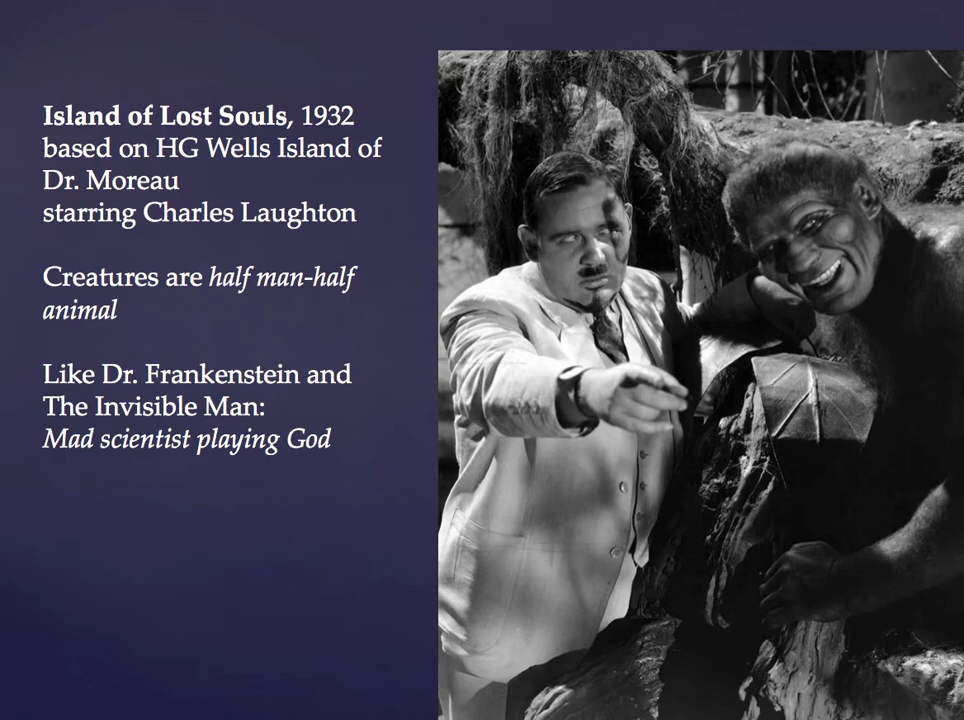 Island of Lost Souls, 1932
based on HG Wells Island of
Dr. Moreau
starring Charles Laughton
Creatures are half man-half
animal
Like Dr. Frankenstein and
The Invisible Man:
Mad scientist playing God